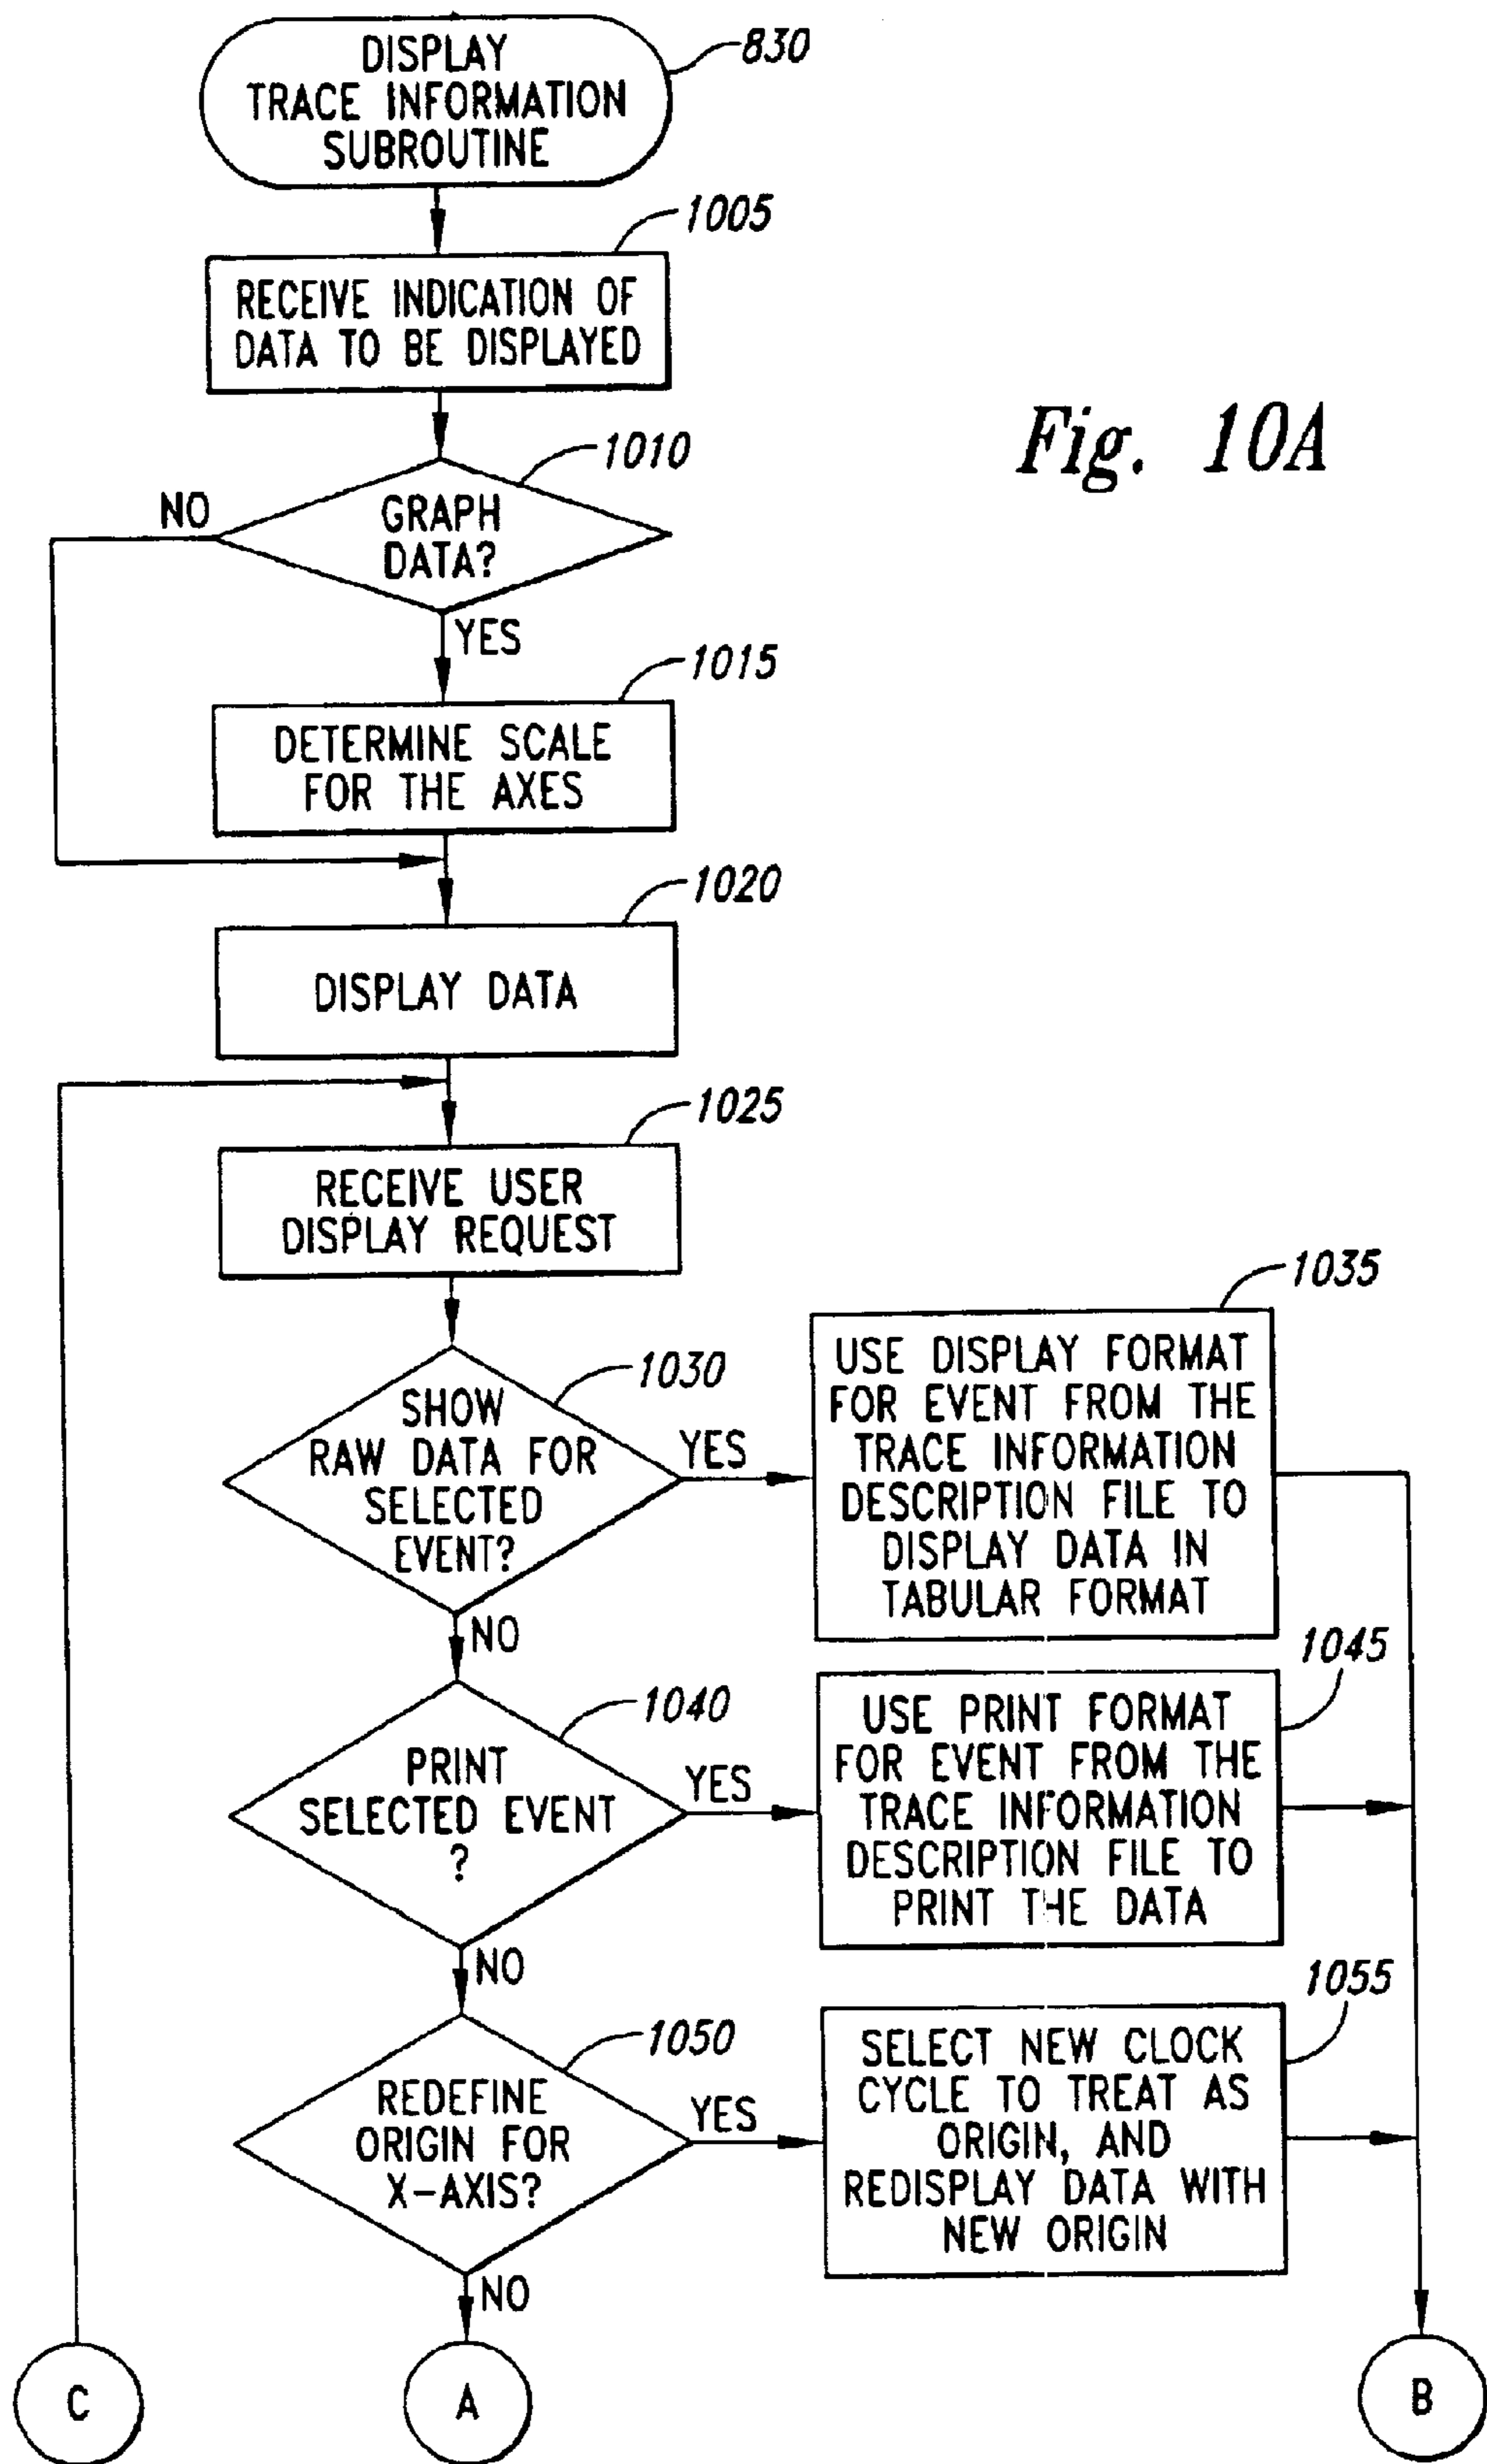 DISPLAY
TRACE INFORMATION
SUBROUTINE
830
1005
RECEIVE INDICATION OF
DATA TO BE DISPLAYED
Fig. 10A
1010
NO
GRAPH
DATA?
YES
1015
DETERMINE SCALE
FOR THE AXES
1020
DISPLAY DATA
1025
RECEIVE USER
DISPLAY REQUEST
1030
SHOW
RAW DATA FOR
SELECTED
EVENT?
YES
1035
USE DISPLAY FORMAT
FOR EVENT FROM THE
TRACE INFORMATION
DESCRIPTION FILE TO
DISPLAY DATA IN
TABULAR FORMAT
NO
1040
PRINT
SELECTED EVENT
?
YES
1045
USE PRINT FORMAT
FOR EVENT FROM THE
TRACE INFORMATION
DESCRIPTION FILE TO
PRINT THE DATA
NO
1050
REDEFINE
ORIGIN FOR
X-AXIS?
YES
1055
SELECT NEW CLOCK
CYCLE TO TREAT AS
ORIGIN, AND
REDISPLAY DATA WITH
NEW ORIGIN
NO
C
A
B